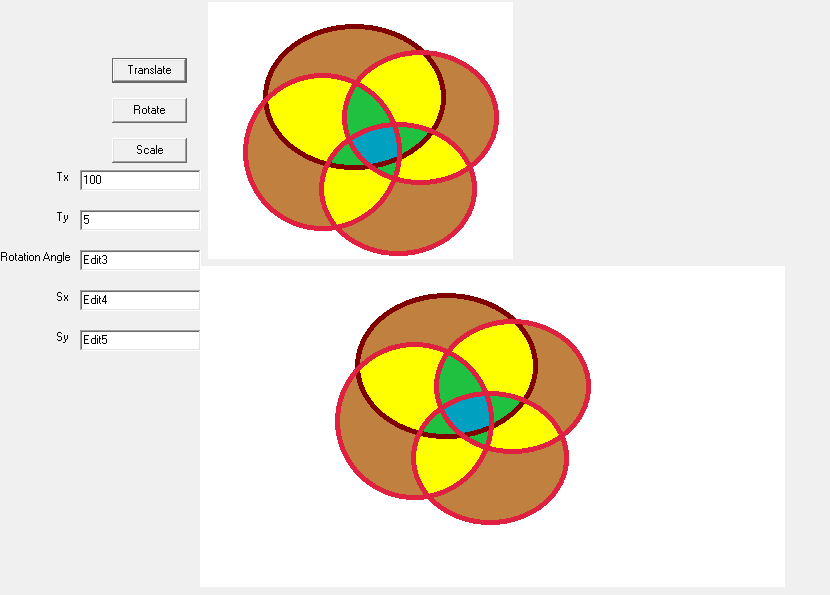 Translate
Rotate
Scale
Tx 100
Ty 5
Rotation Angle Edit3
Sx Edit4
Sy Edit5